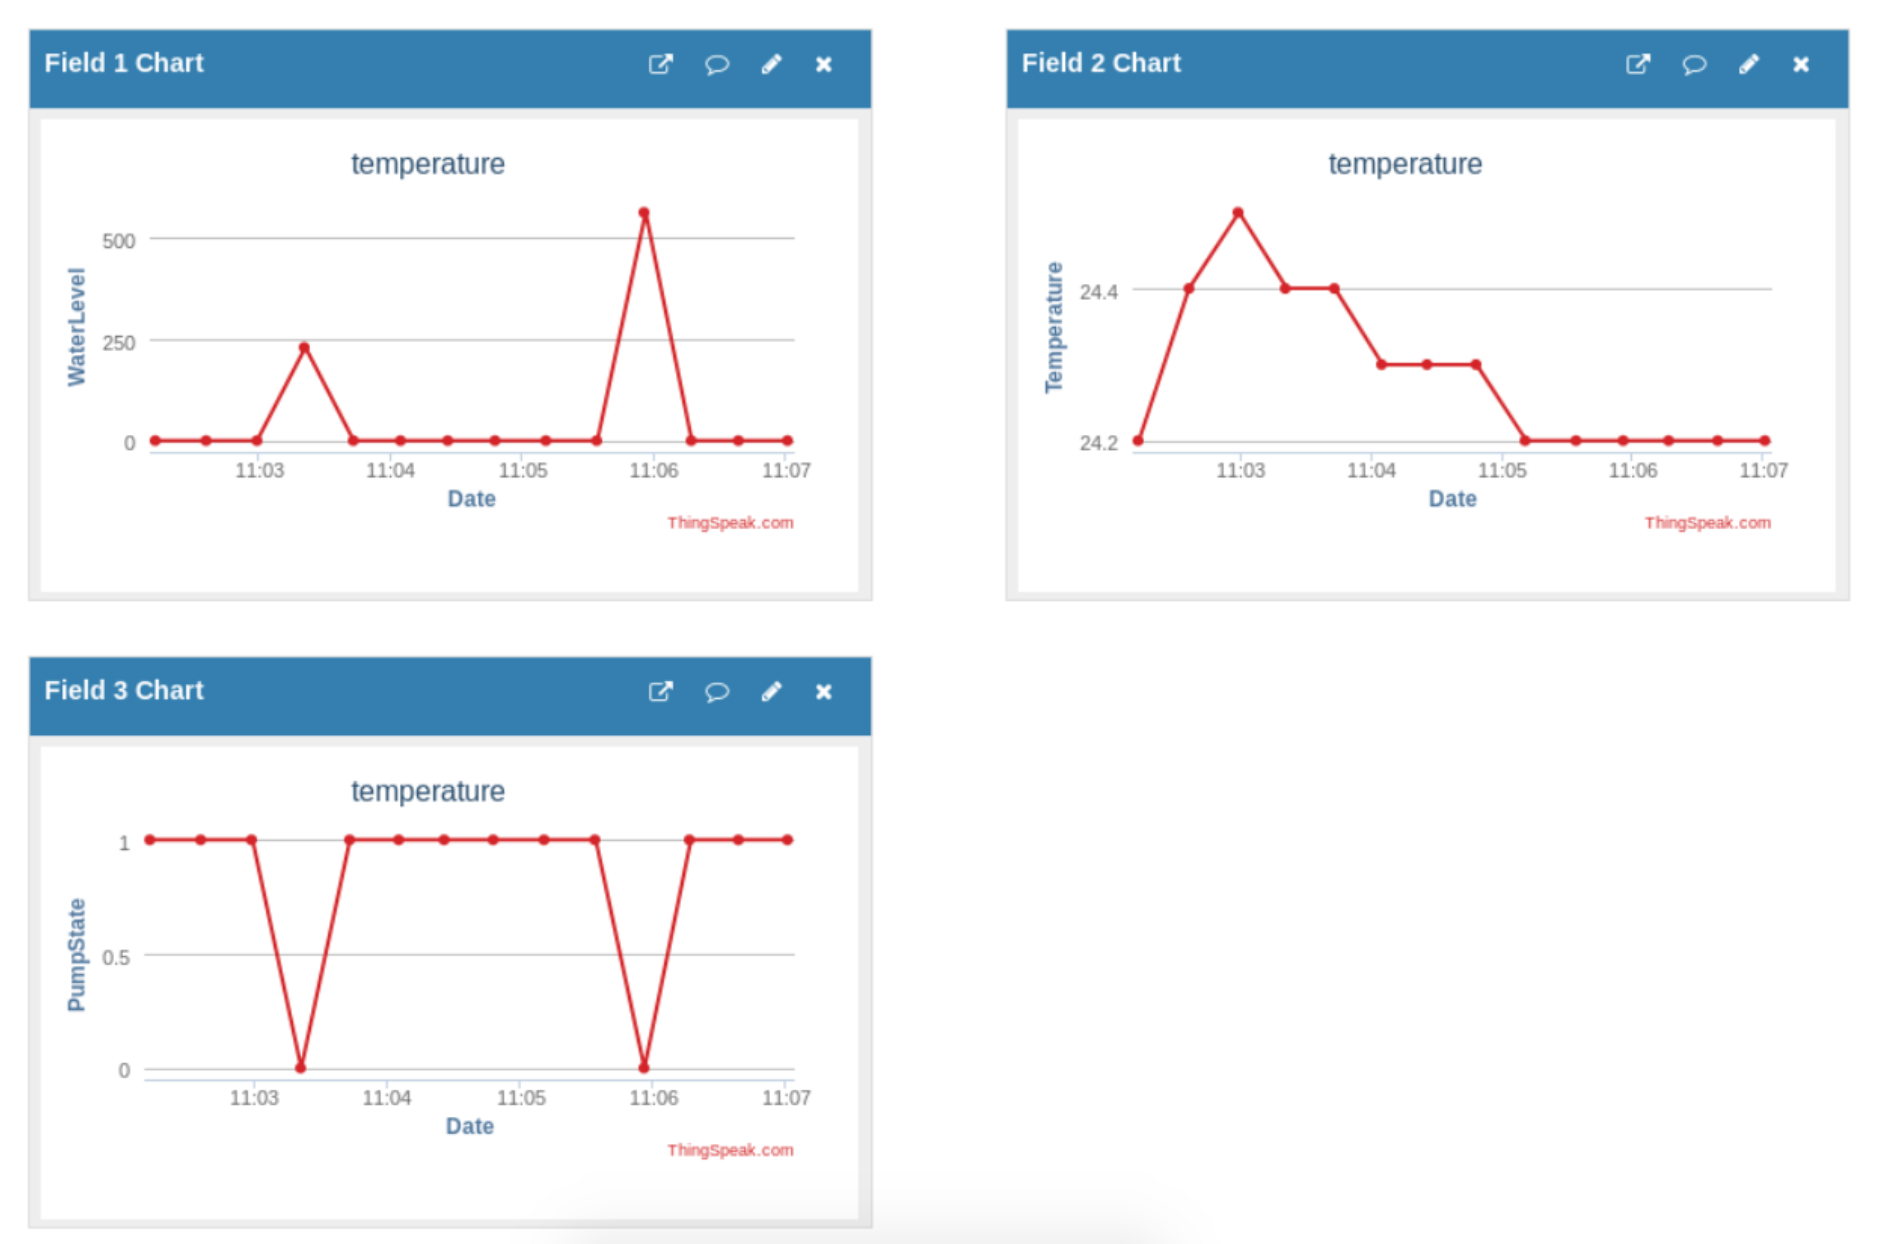 Field 1 Chart
temperature
WaterLevel
500
250
0
11:03 11:04 11:05 11:06 11:07
Date
ThingSpeak.com
Field 2 Chart
temperature
Temperature
24.4
24.2
11:03 11:04 11:05 11:06 11:07
Date
ThingSpeak.com
Field 3 Chart
temperature
PumpState
1
0.5
0
11:03 11:04 11:05 11:06 11:07
Date
ThingSpeak.com